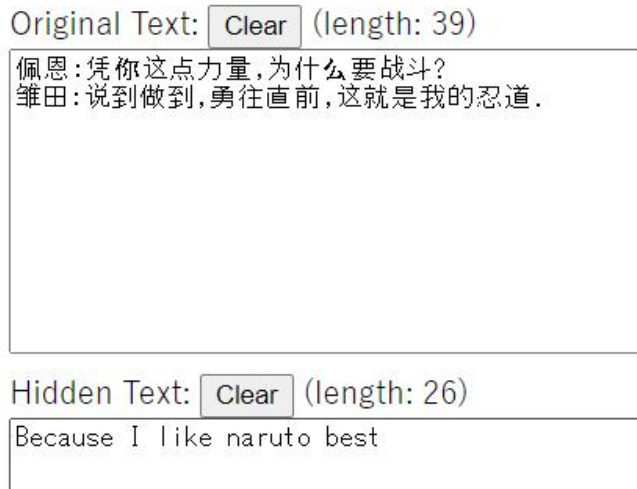 Original Text: Clear (length: 39)
佩恩:凭你这点力量,为什么要战斗?
雏田:说到做到,勇往直前,这就是我的忍道.
Hidden Text: Clear (length: 26)
Because I like naruto best